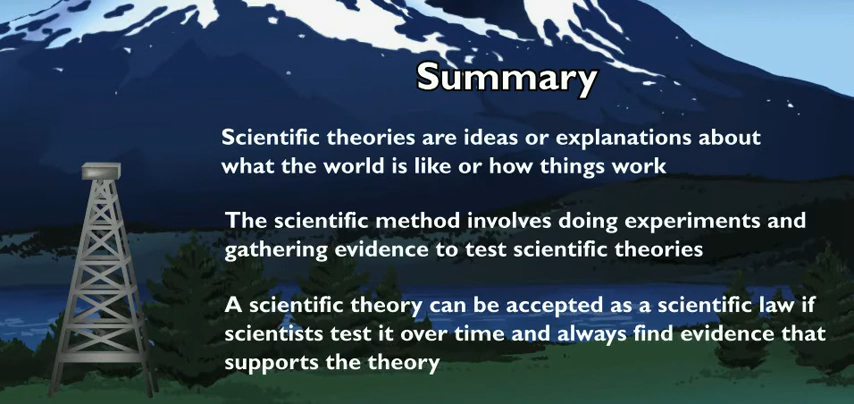 Summary
Scientific theories are ideas or explanations about
what the world is like or how things work
The scientific method involves doing experiments and
gathering evidence to test scientific theories
A scientific theory can be accepted as a scientific law if
scientists test it over time and always find evidence that
supports the theory